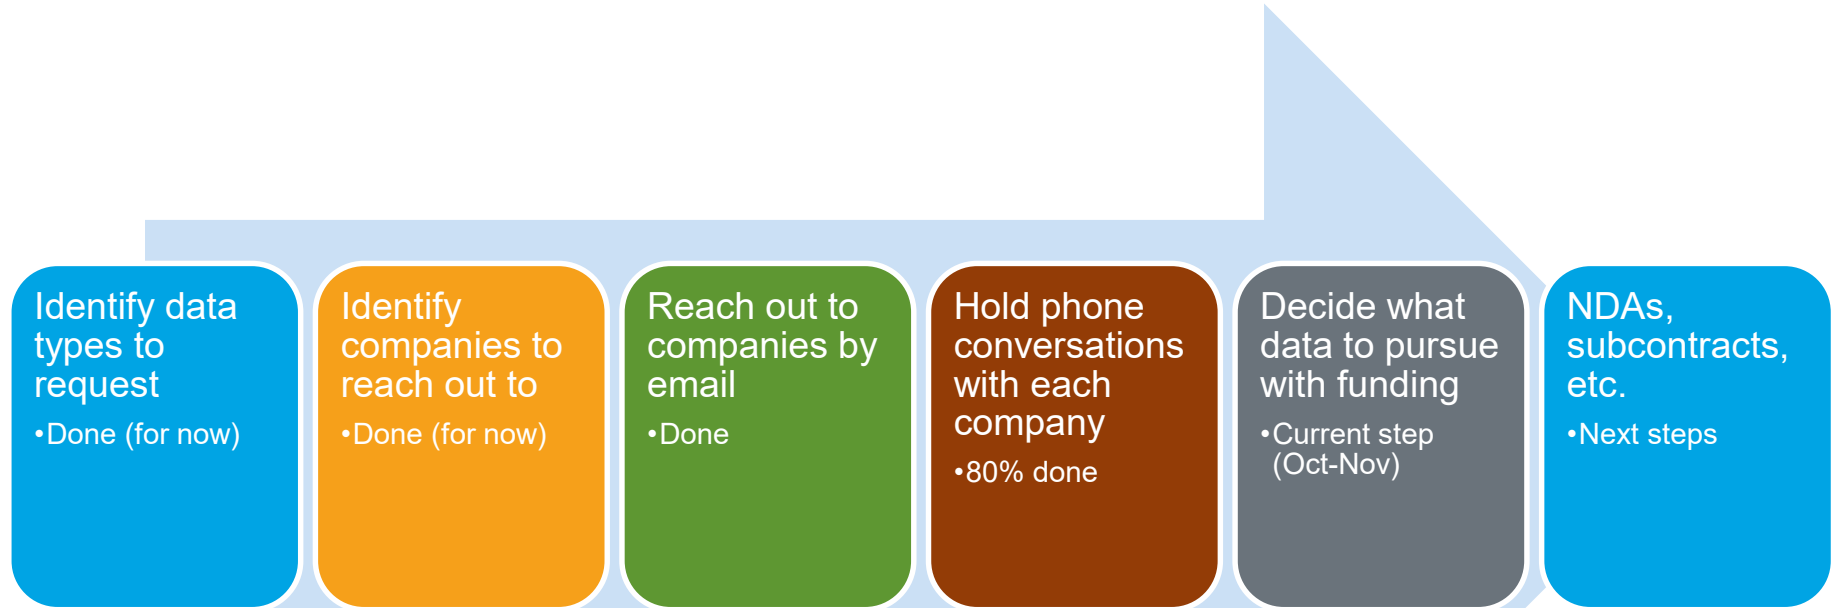 Identify data
types to
request
•Done (for now)
Identify
companies to
reach out to
•Done (for now)
Reach out to
companies by
email
•Done
Hold phone
conversations
with each
company
•80% done
Decide what
data to pursue
with funding
•Current step
(Oct-Nov)
NDAs,
subcontracts,
etc.
•Next steps